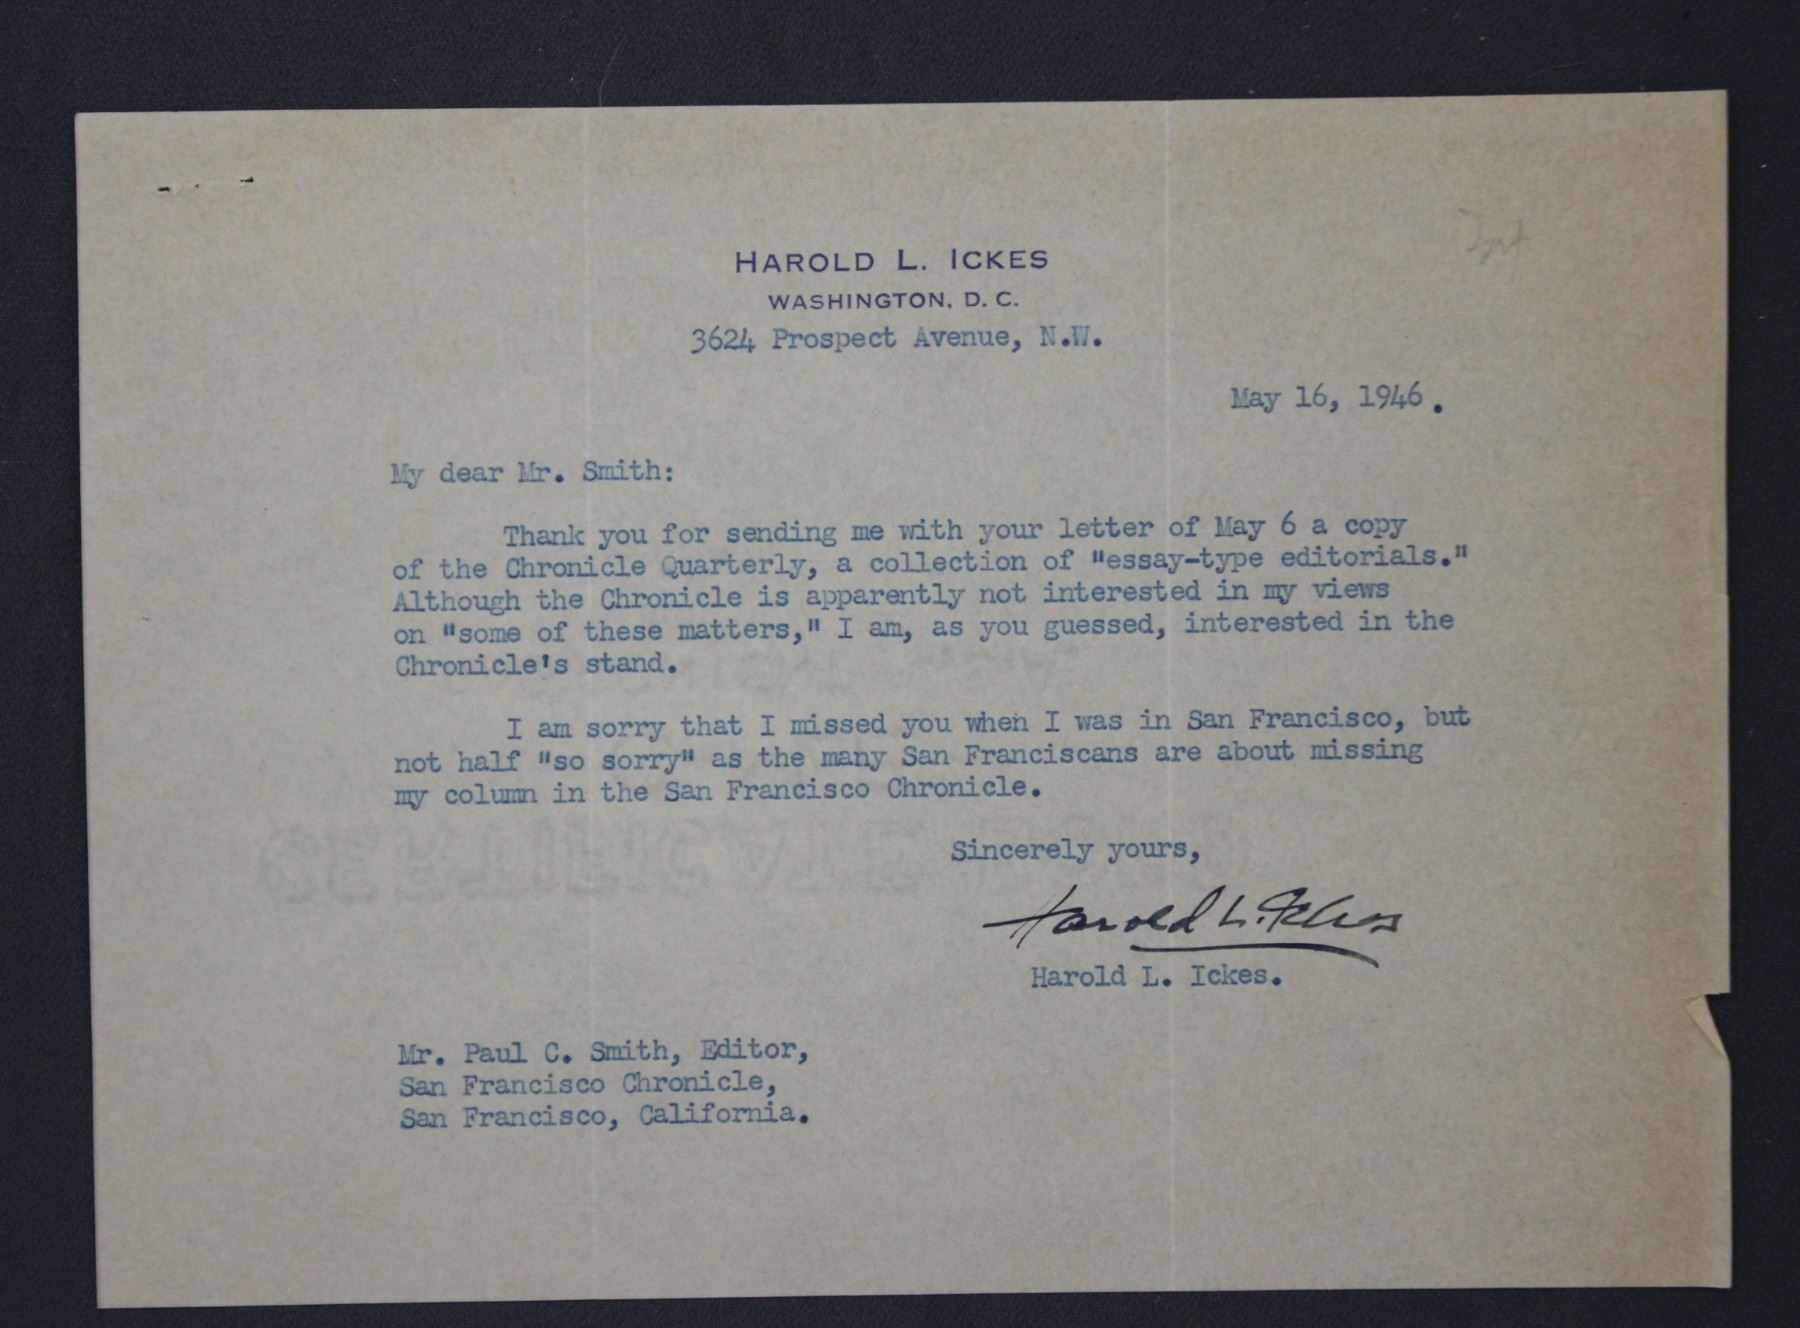 HAROLD L. ICKES
WASHINGTON, D. C.
3624 Prospect Avenue, N.W.
May 16, 1946.
My dear Mr. Smith:
Thank you for sending me with your letter of May 6 a copy
of the Chronicle Quarterly, a collection of "essay-type editorials."
Although the Chronicle is apparently not interested in my views
on "some of these matters," I am, as you guessed, interested in the
Chronicle's stand.
I am sorry that I missed you when I was in San Francisco, but
not half "so sorry" as the many San Franciscans are about missing
my column in the San Francisco Chronicle.
Sincerely yours,
Harold L. Ickes
Harold L. Ickes.
Mr. Paul C. Smith, Editor,
San Francisco Chronicle,
San Francisco, California.